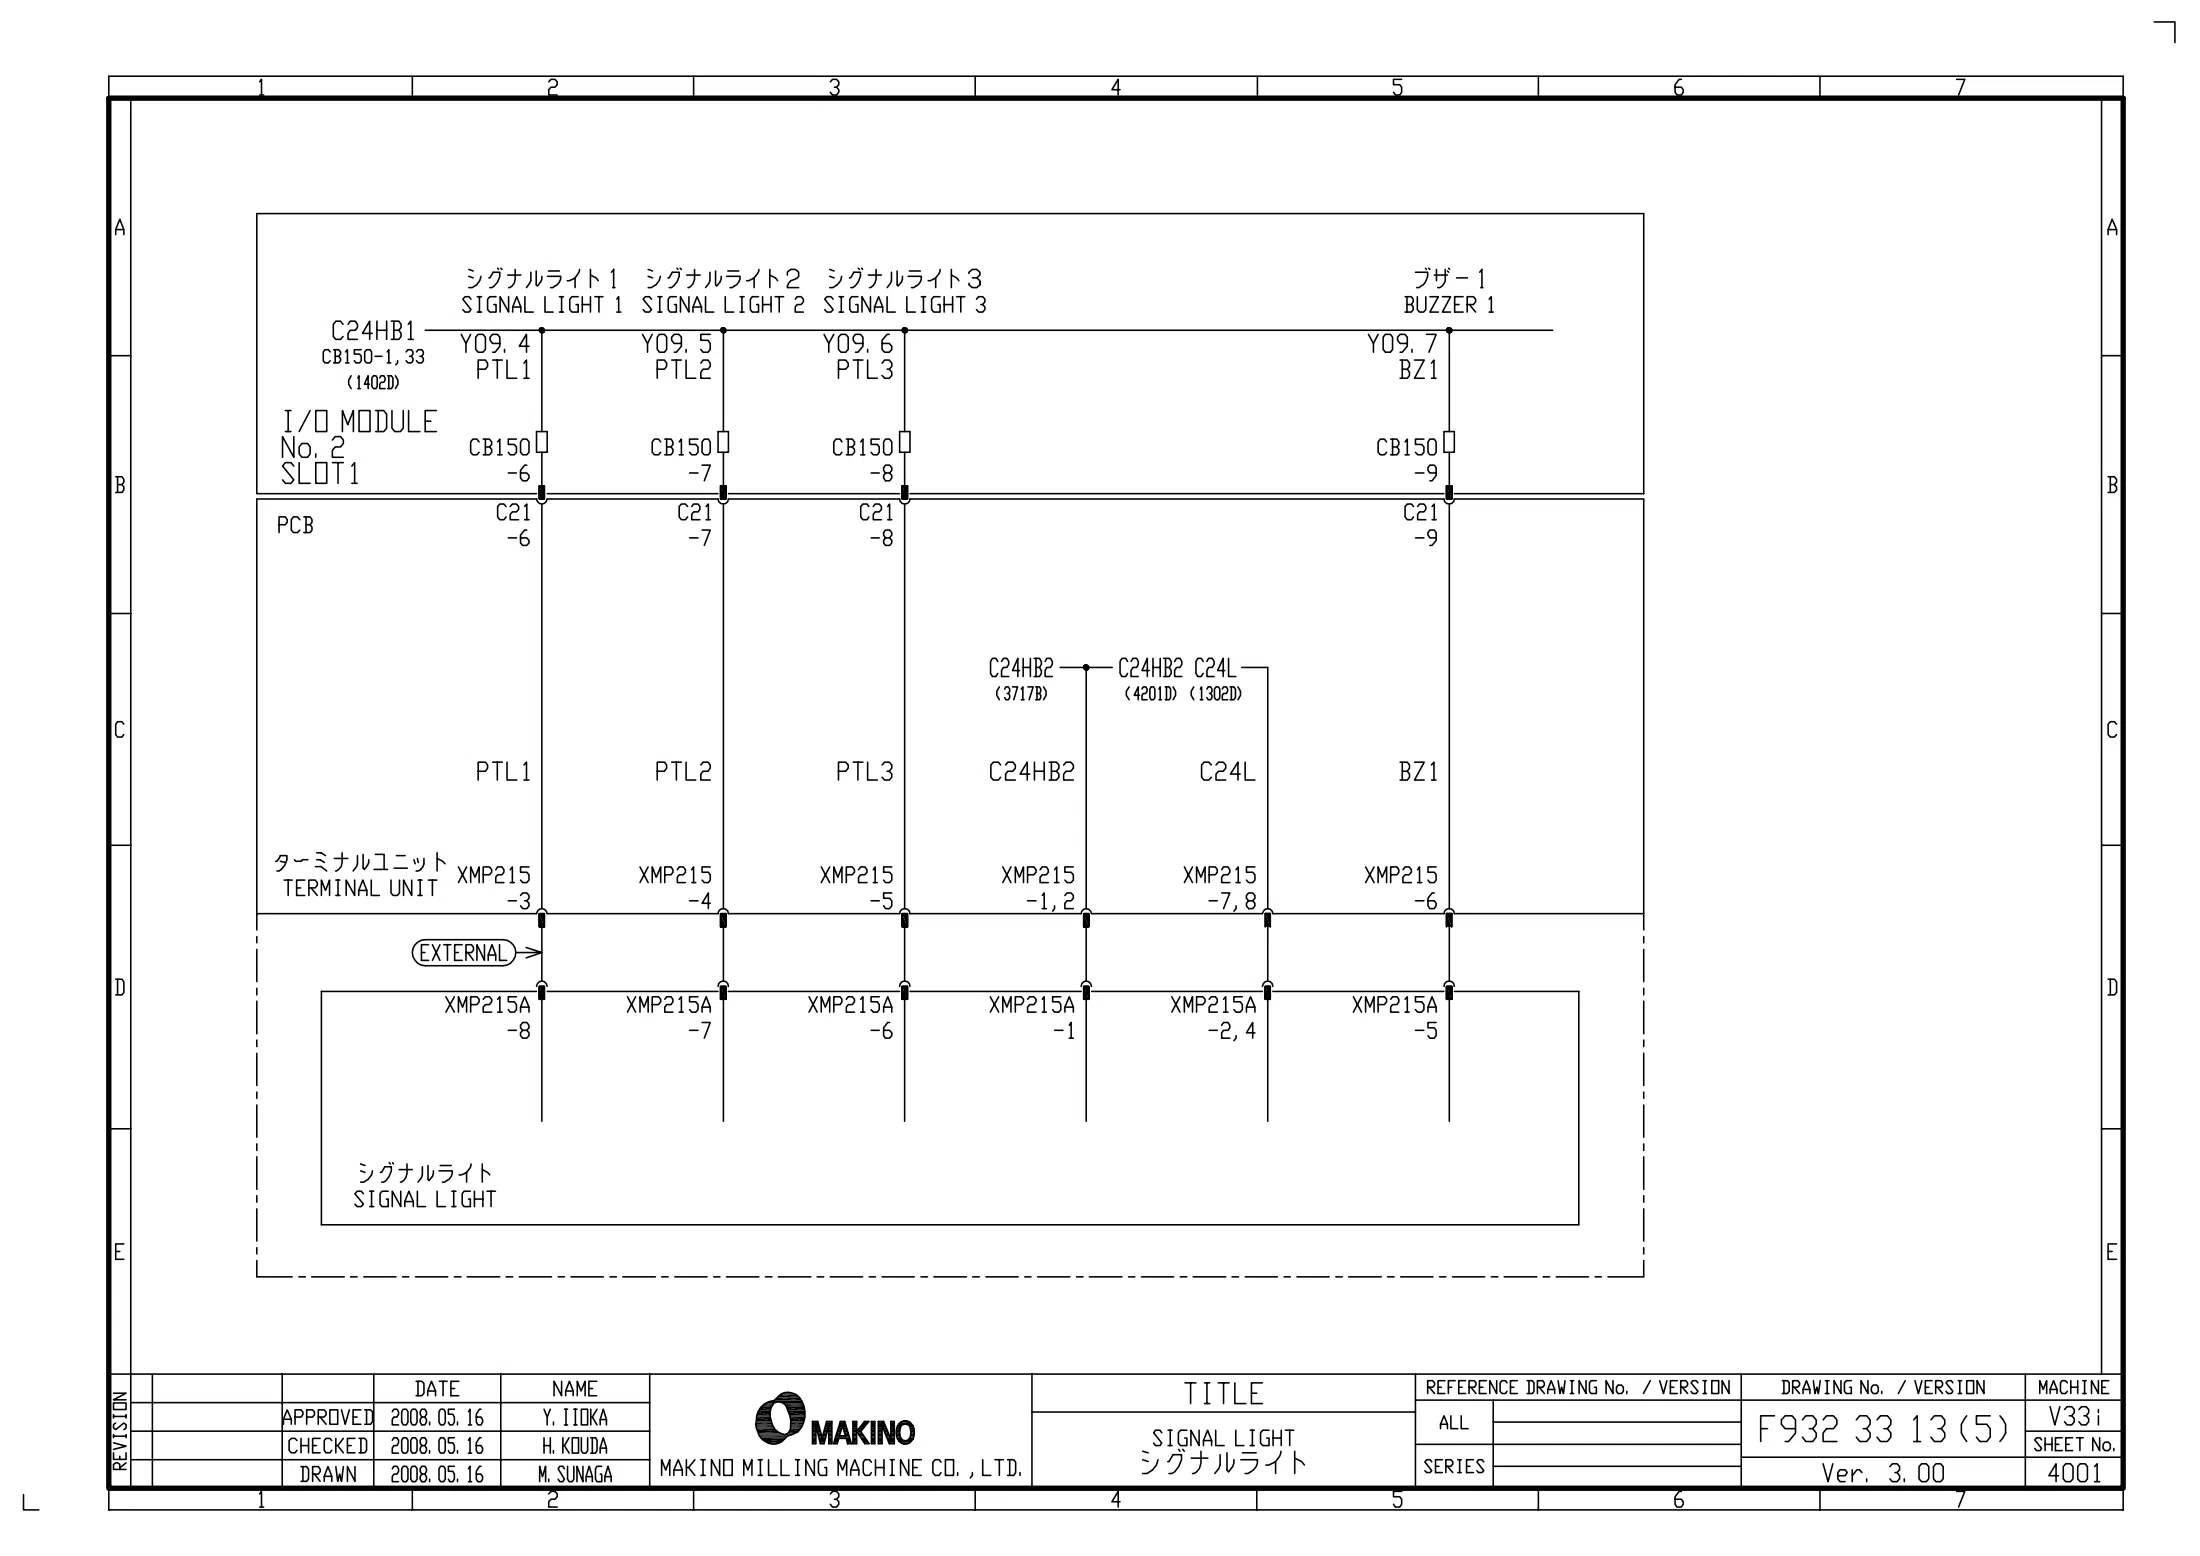 1 2 3 4 5 6 7
A A
シグナルライト1 シグナルライト2 シグナルライト3 ブザー1
SIGNAL LIGHT 1 SIGNAL LIGHT 2 SIGNAL LIGHT 3 BUZZER 1
C24HB1
Y09.4 Y09.5 Y09.6 Y09.7
CB150-1,33
PTL1 PTL2 PTL3 BZ1
(1402D)
I/O MODULE
No. 2
SLOT1
CB150 CB150 CB150 CB150
-6 -7 -8 -9
B B
PCB
C21 C21 C21 C21
-6 -7 -8 -9
C24HB2 C24HB2 C24L
(3717B) (4201D) (1302D)
C C
PTL1 PTL2 PTL3 C24HB2 C24L BZ1
ターミナルユニット
TERMINAL UNIT
XMP215 XMP215 XMP215 XMP215 XMP215 XMP215
-3 -4 -5 -1,2 -7,8 -6
EXTERNAL
D D
XMP215A XMP215A XMP215A XMP215A XMP215A XMP215A
-8 -7 -6 -1 -2,4 -5
シグナルライト
SIGNAL LIGHT
E E
REVISION
DATE NAME
APPROVED 2008.05.16 Y. IIOKA
CHECKED 2008.05.16 H. KOUDA
DRAWN 2008.05.16 M. SUNAGA
MAKINO
MAKINO MILLING MACHINE CO. ,LTD.
TITLE
SIGNAL LIGHT
シグナルライト
REFERENCE DRAWING No. / VERSION
ALL
SERIES
DRAWING No. / VERSION
F932 33 13(5)
Ver. 3.00
MACHINE
V33i
SHEET No.
4001
1 2 3 4 5 6 7